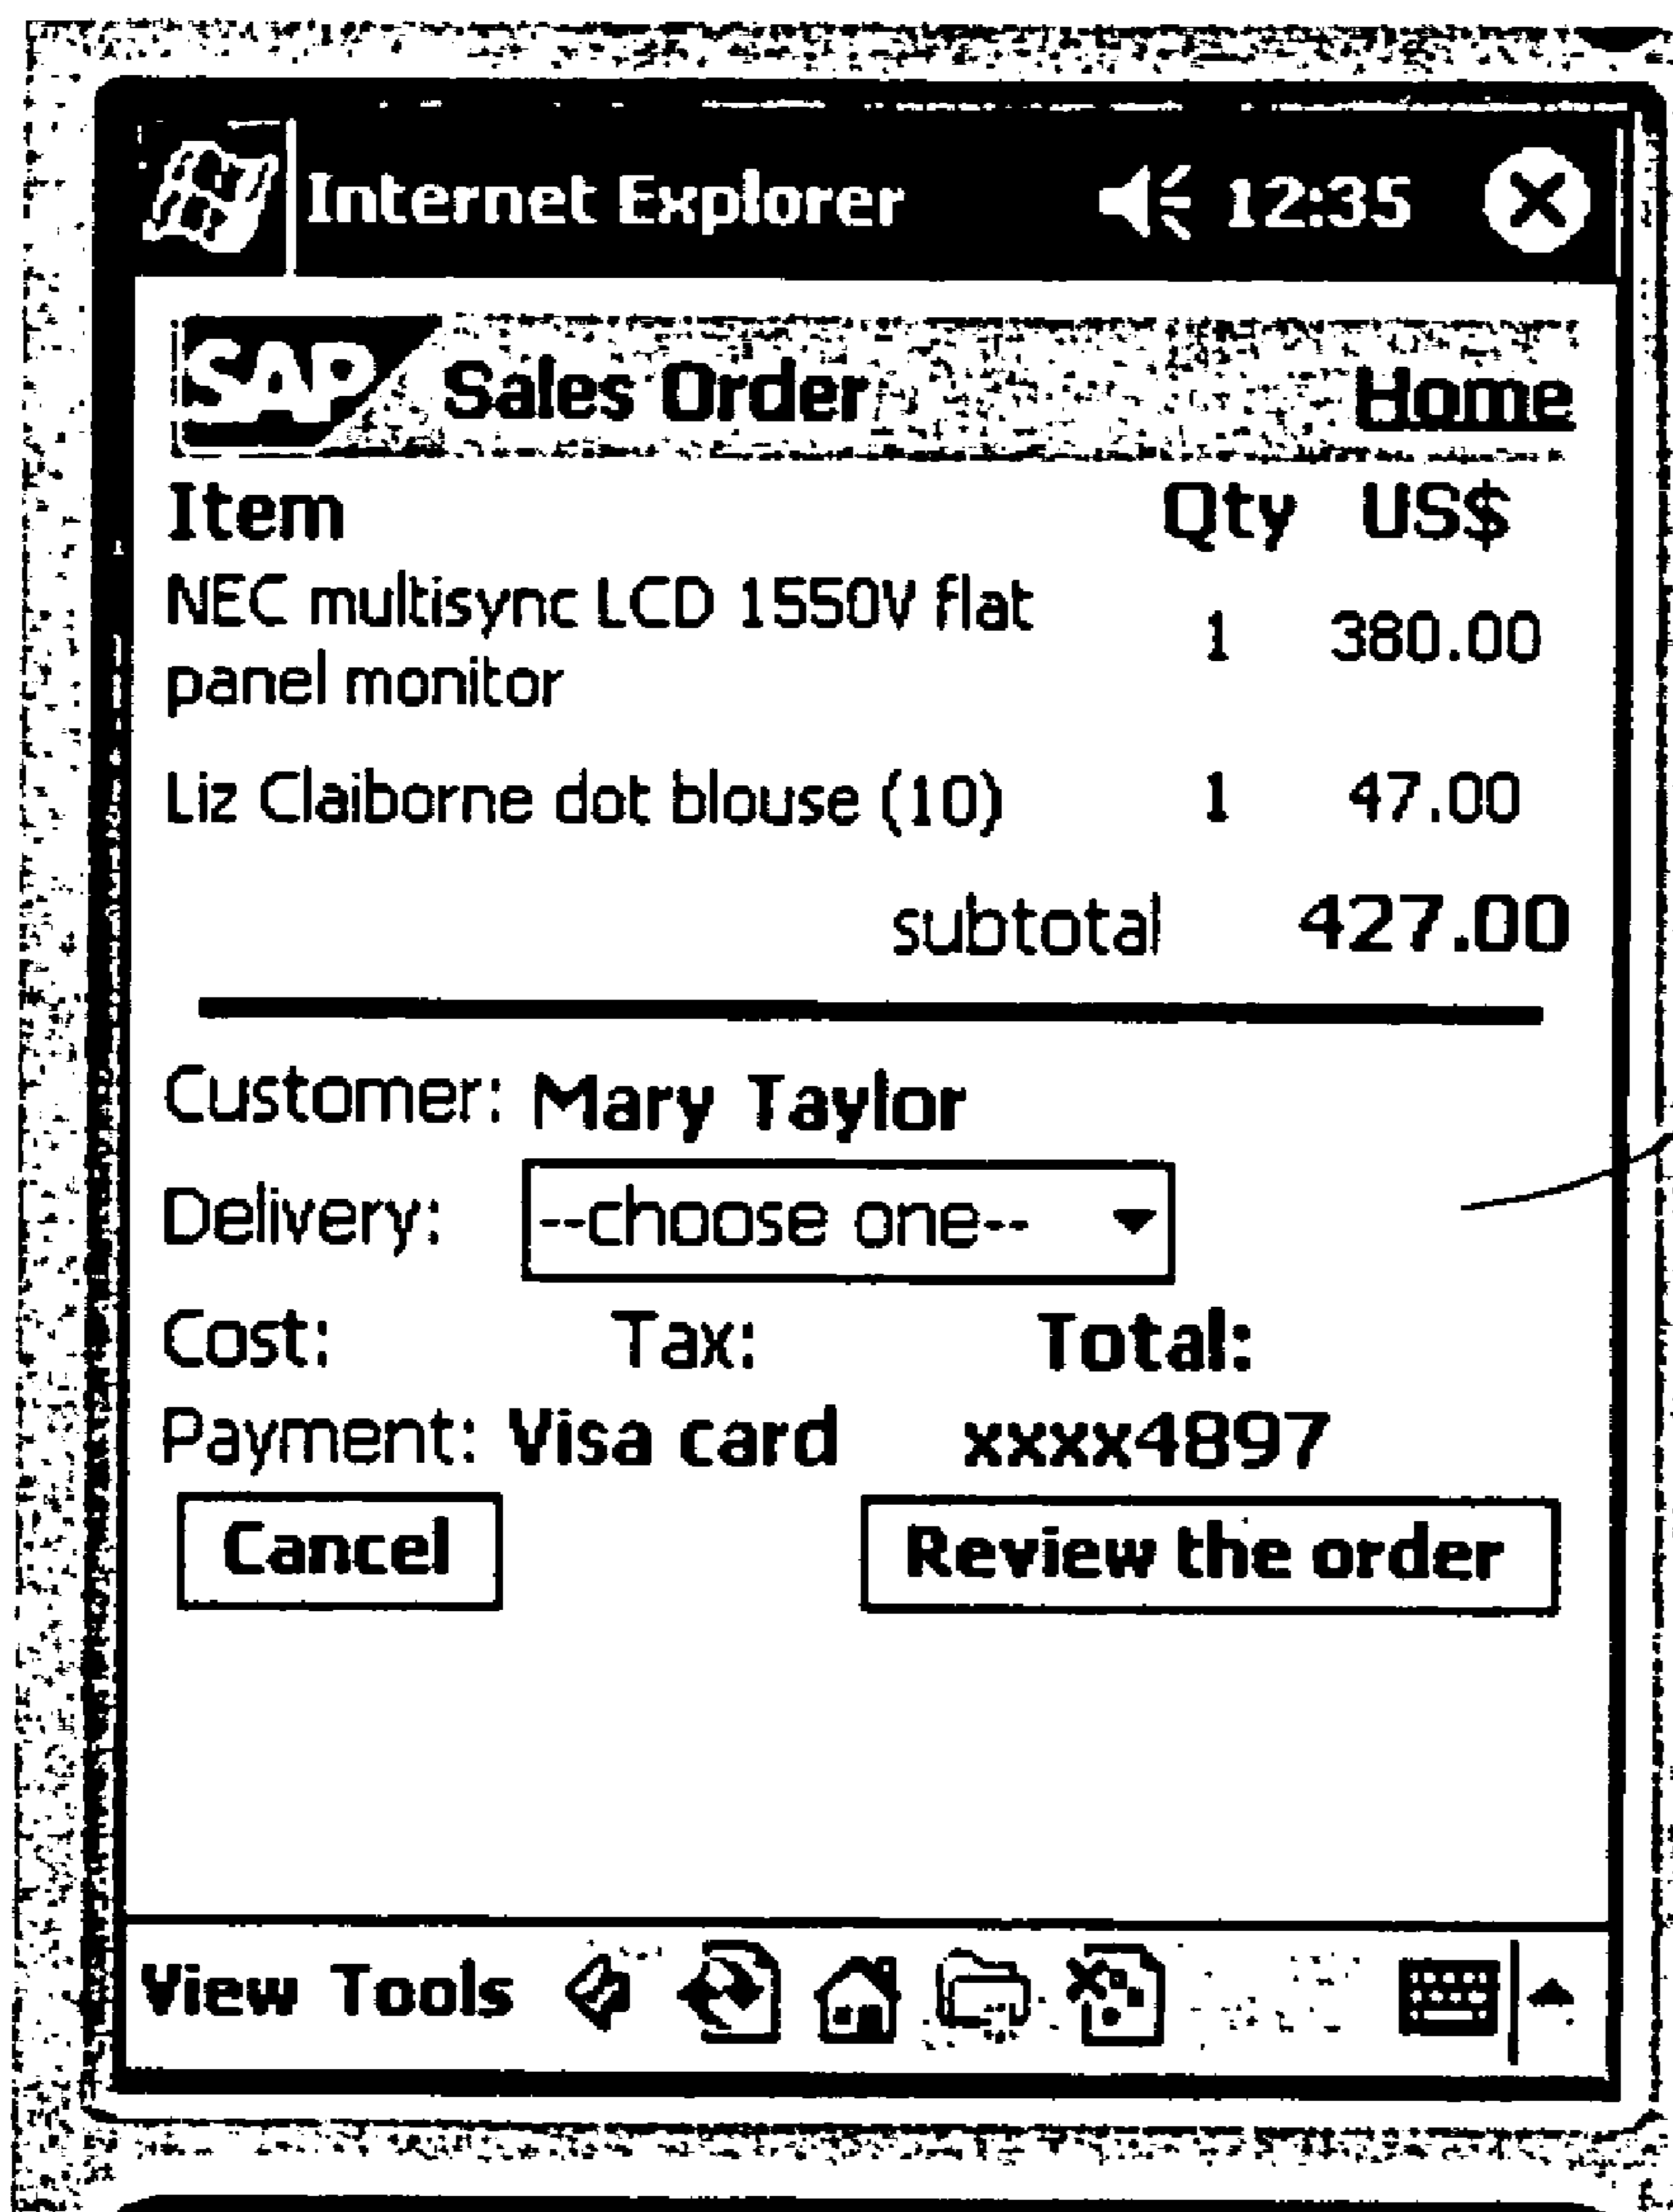 Internet Explorer 12:35
SAP Sales Order Home
Item Qty US$
NEC multisync LCD 1550V flat
panel monitor 1 380.00
Liz Claiborne dot blouse (10) 1 47.00
subtotal 427.00
Customer: Mary Taylor
Delivery: --choose one--
Cost: Tax: Total:
Payment: Visa card xxxx4897
Cancel Review the order
View Tools